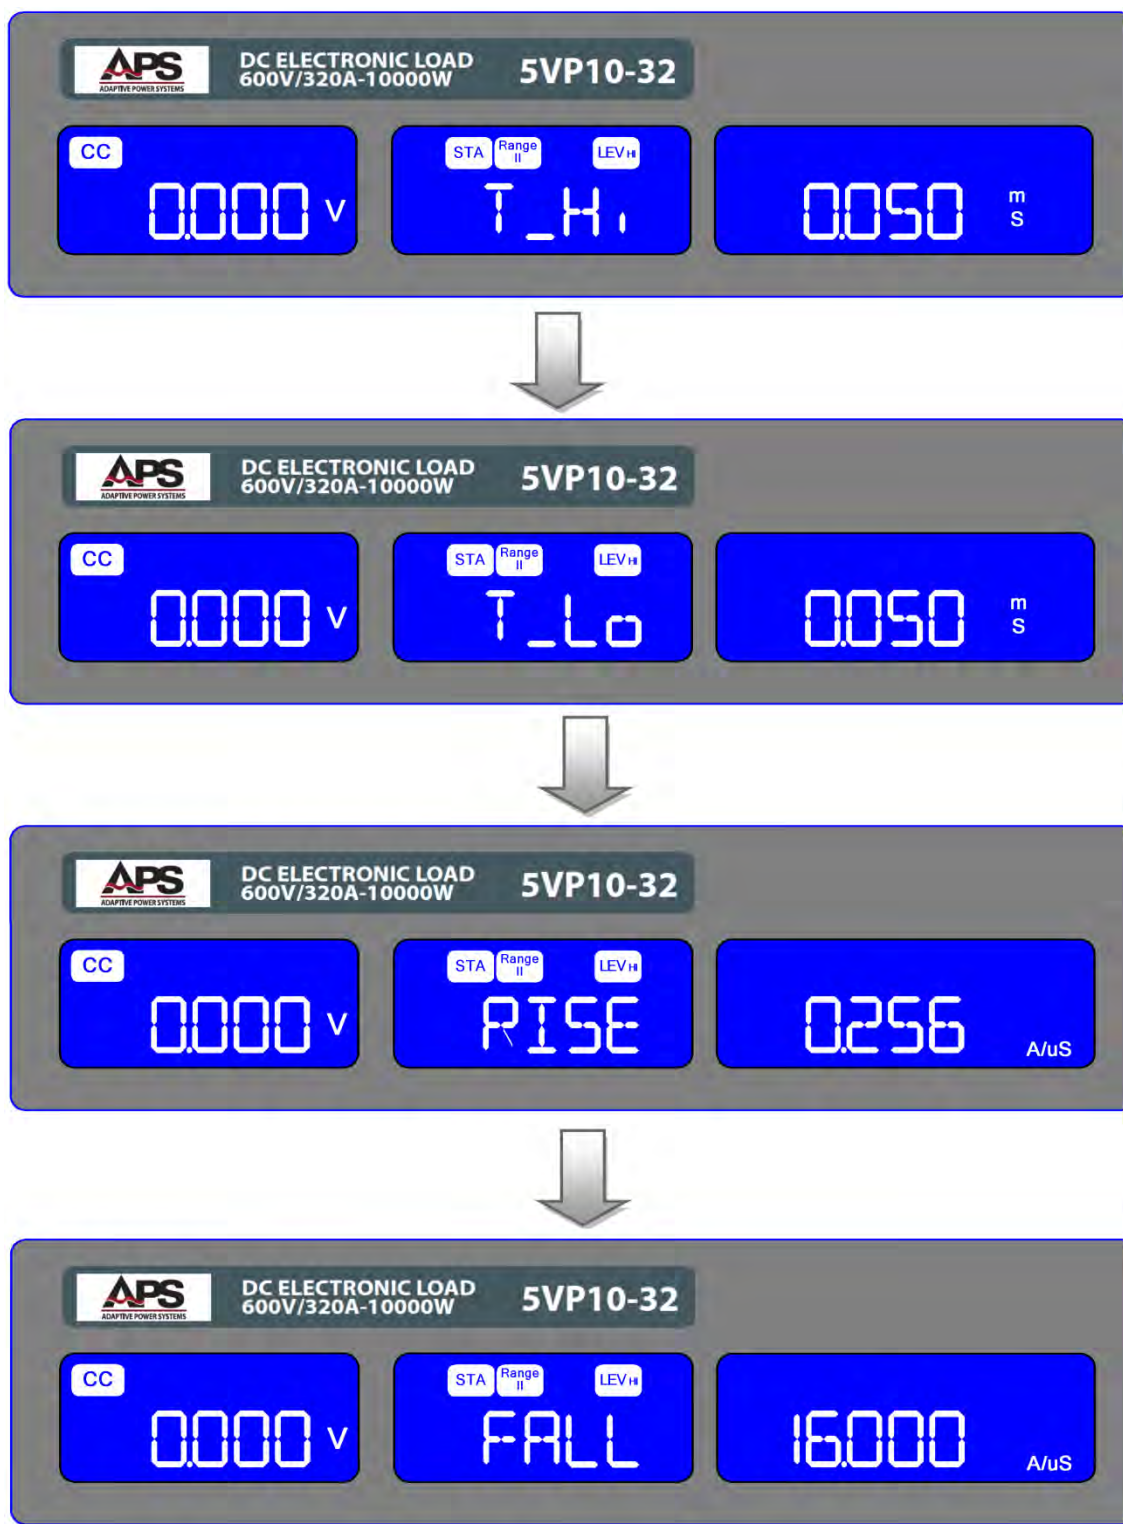 APS
ADAPTIVE POWER SYSTEMS
DC ELECTRONIC LOAD
600V/320A-10000W
5VP10-32
CC
0.000 V
STA Range II LEV HI
T_Hi
0.050 m S
APS
ADAPTIVE POWER SYSTEMS
DC ELECTRONIC LOAD
600V/320A-10000W
5VP10-32
CC
0.000 V
STA Range II LEV HI
T_Lo
0.050 m S
APS
ADAPTIVE POWER SYSTEMS
DC ELECTRONIC LOAD
600V/320A-10000W
5VP10-32
CC
0.000 V
STA Range II LEV HI
RISE
0.256 A/uS
APS
ADAPTIVE POWER SYSTEMS
DC ELECTRONIC LOAD
600V/320A-10000W
5VP10-32
CC
0.000 V
STA Range II LEV HI
FALL
16.000 A/uS